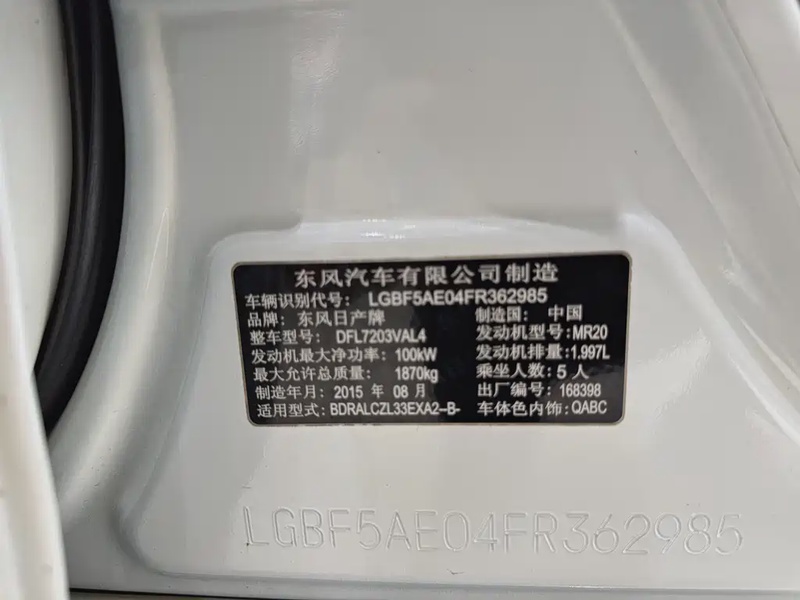 东风汽车有限公司制造
车辆识别代号: LGBF5AE04FR362985
品牌: 东风日产牌 制造国: 中国
整车型号: DFL7203VAL4 发动机型号: MR20
发动机最大净功率: 100kW 发动机排量: 1.997L
最大允许总质量: 1870kg 乘坐人数: 5 人
制造年月: 2015 年 08 月 出厂编号: 168398
适用型式: BDRALCZL33EXA2--B- 车体色内饰: QABC
LGBF5AE04FR362985